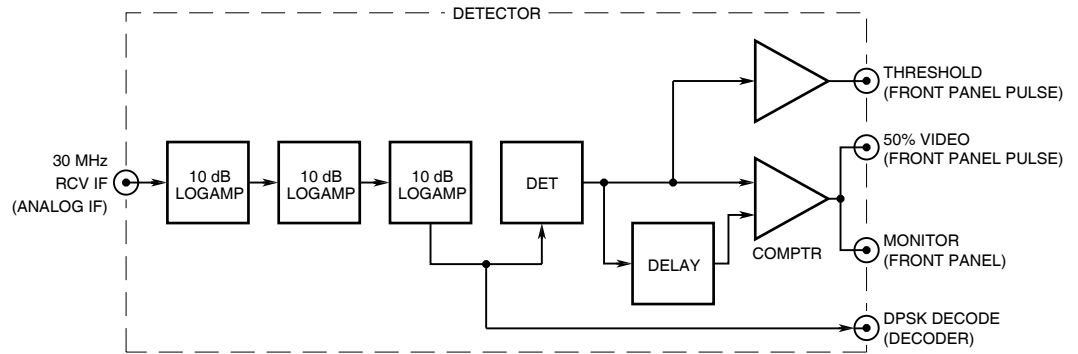 DETECTOR
THRESHOLD
(FRONT PANEL PULSE)
50% VIDEO
(FRONT PANEL PULSE)
30 MHz
RCV IF
(ANALOG IF)
10 dB
LOGAMP
10 dB
LOGAMP
10 dB
LOGAMP
DET
DELAY
COMPTR
MONITOR
(FRONT PANEL)
DPSK DECODE
(DECODER)